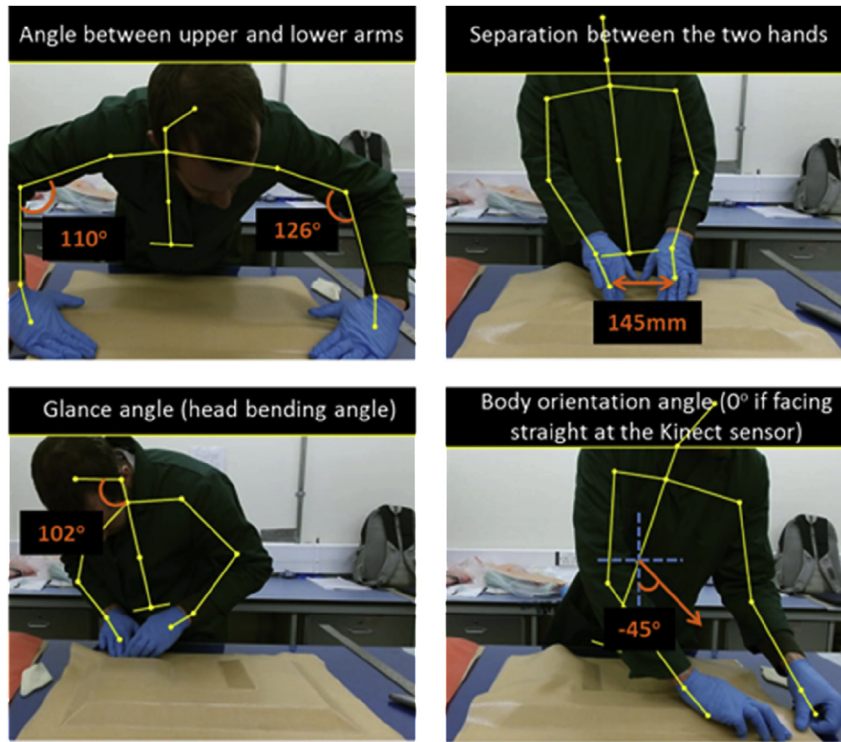 Angle between upper and lower arms
110°
126°
Separation between the two hands
145mm
Glance angle (head bending angle)
102°
Body orientation angle (0° if facing
straight at the Kinect sensor)
-45°